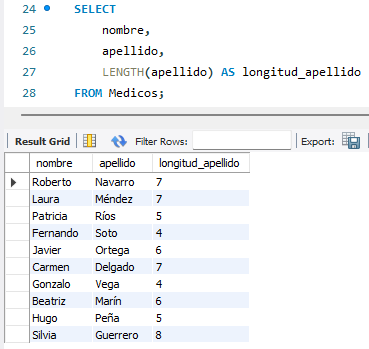 24 SELECT
25 nombre,
26 apellido,
27 LENGTH(apellido) AS longitud_apellido
28 FROM Medicos;
Result Grid Filter Rows: Export:
nombre apellido longitud_apellido
Roberto Navarro 7
Laura Méndez 7
Patricia Ríos 5
Fernando Soto 4
Javier Ortega 6
Carmen Delgado 7
Gonzalo Vega 4
Beatriz Marín 6
Hugo Peña 5
Silvia Guerrero 8